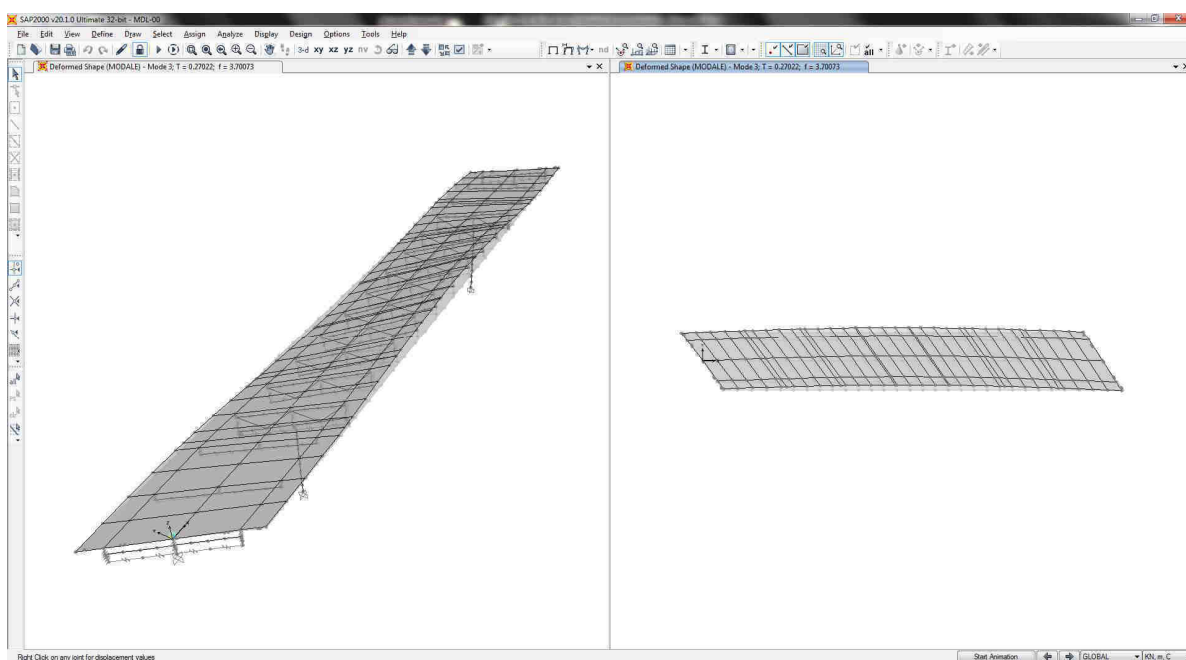 SAP2000 v20.1.0 Ultimate 32-bit - MDL-00
File Edit View Define Draw Select Assign Analyze Display Design Options Tools Help
3-d xy xz yz nv nd all
Deformed Shape (MODALE) - Mode 3; T = 0.27022; f = 3.70073
Deformed Shape (MODALE) - Mode 3; T = 0.27022; f = 3.70073
Right Click on any joint for displacement values
Start Animation GLOBAL KN, m, C